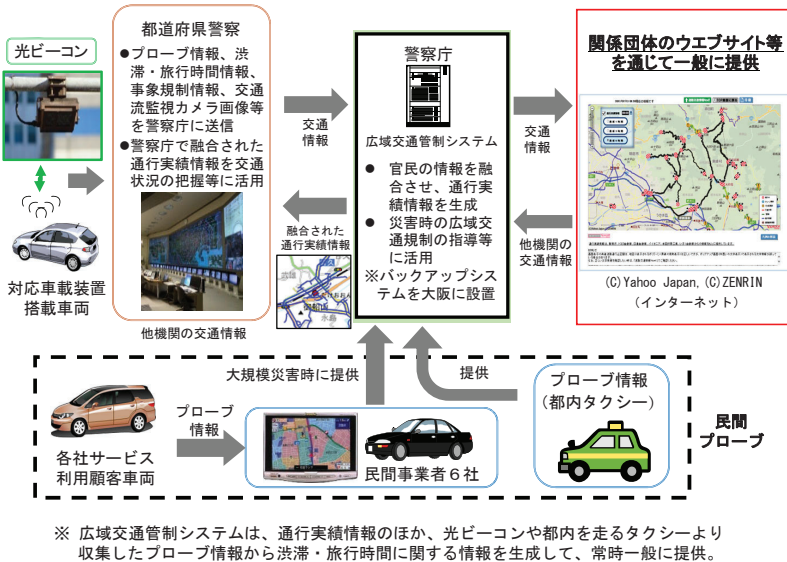 光ビーコン
対応車載装置
搭載車両
都道府県警察
●プローブ情報、渋
滞・旅行時間情報、
事象規制情報、交通
流監視カメラ画像等
を警察庁に送信
●警察庁で融合された
通行実績情報を交通
状況の把握等に活用
他機関の交通情報
交通
情報
融合された
通行実績情報
警察庁
広域交通管制システム
● 官民の情報を融
合させ、通行実
績情報を生成
● 災害時の広域交
通規制の指導等
に活用
※バックアップシス
テムを大阪に設置
交通
情報
他機関の
交通情報
関係団体のウエブサイト等
を通じて一般に提供
(C)Yahoo Japan, (C)ZENRIN
(インターネット)
大規模災害時に提供
提供
各社サービス
利用顧客車両
プローブ
情報
民間事業者6社
プローブ情報
(都内タクシー)
民間
プローブ
※ 広域交通管制システムは、通行実績情報のほか、光ビーコンや都内を走るタクシーより
収集したプローブ情報から渋滞・旅行時間に関する情報を生成して、常時一般に提供。